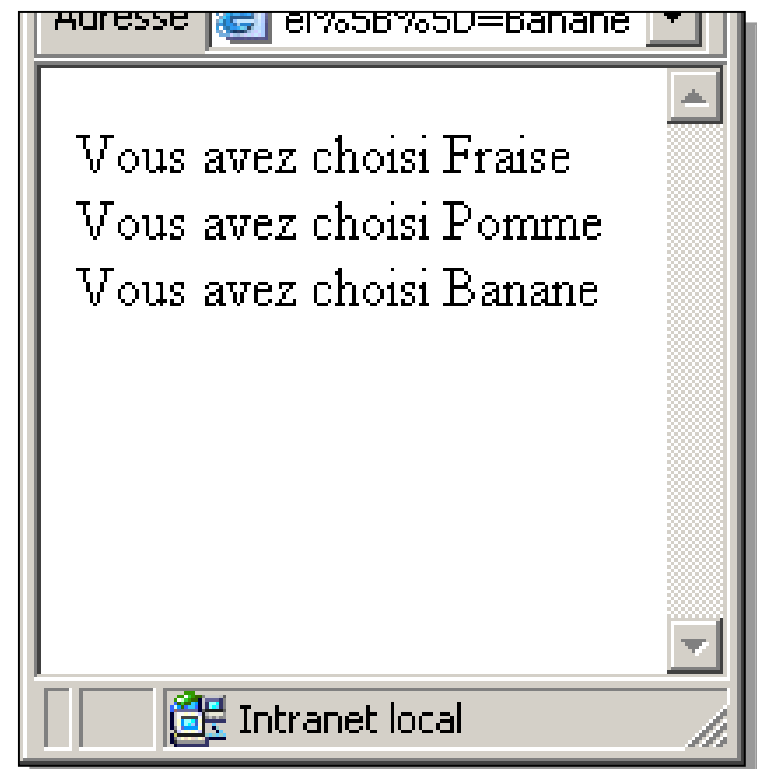 Adresse el%5B%5D=Banane
Vous avez choisi Fraise
Vous avez choisi Pomme
Vous avez choisi Banane
Intranet local